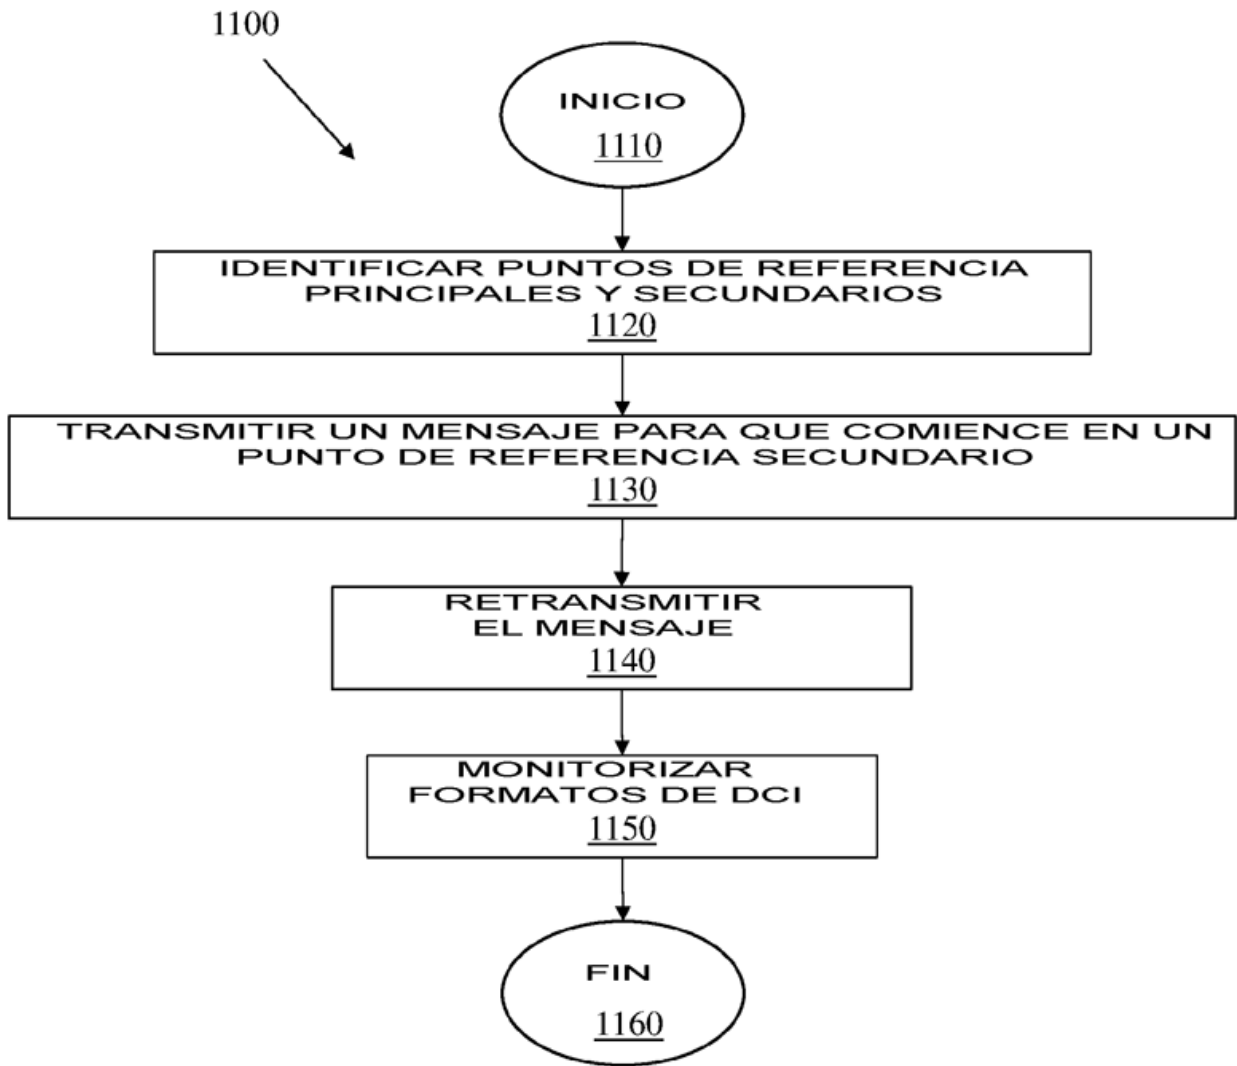 1100
INICIO
1110
IDENTIFICAR PUNTOS DE REFERENCIA
PRINCIPALES Y SECUNDARIOS
1120
TRANSMITIR UN MENSAJE PARA QUE COMIENCE EN UN
PUNTO DE REFERENCIA SECUNDARIO
1130
RETRANSMITIR
EL MENSAJE
1140
MONITORIZAR
FORMATOS DE DCI
1150
FIN
1160